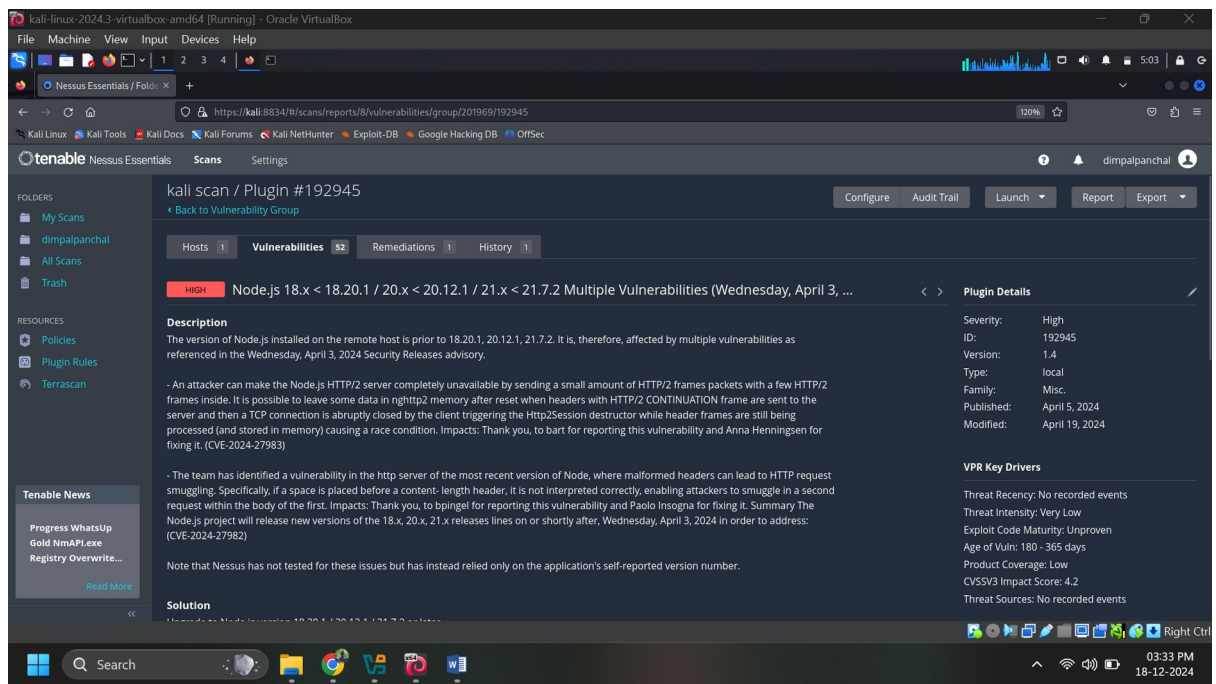 kali-linux-2024.3-virtualbox-amd64 [Running] - Oracle VirtualBox
File Machine View Input Devices Help
1 2 3 4
5:03
Nessus Essentials / Folde
https://kali:8834/#/scans/reports/8/vulnerabilities/group/201969/192945
120%
Kali Linux Kali Tools Kali Docs Kali Forums Kali NetHunter Exploit-DB Google Hacking DB OffSec
tenable Nessus Essentials Scans Settings
dimpalpanchal
FOLDERS
My Scans
dimpalpanchal
All Scans
Trash
RESOURCES
Policies
Plugin Rules
Terrascan
Tenable News
Progress WhatsUp
Gold NmAPI.exe
Registry Overwrite...
Read More
kali scan / Plugin #192945
Back to Vulnerability Group
Configure Audit Trail Launch Report Export
Hosts 1 Vulnerabilities 52 Remediations 1 History 1
HIGH Node.js 18.x < 18.20.1 / 20.x < 20.12.1 / 21.x < 21.7.2 Multiple Vulnerabilities (Wednesday, April 3, ...
Description
The version of Node.js installed on the remote host is prior to 18.20.1, 20.12.1, 21.7.2. It is, therefore, affected by multiple vulnerabilities as
referenced in the Wednesday, April 3, 2024 Security Releases advisory.
- An attacker can make the Node.js HTTP/2 server completely unavailable by sending a small amount of HTTP/2 frames packets with a few HTTP/2
frames inside. It is possible to leave some data in nghttp2 memory after reset when headers with HTTP/2 CONTINUATION frame are sent to the
server and then a TCP connection is abruptly closed by the client triggering the Http2Session destructor while header frames are still being
processed (and stored in memory) causing a race condition. Impacts: Thank you, to bart for reporting this vulnerability and Anna Henningsen for
fixing it. (CVE-2024-27983)
- The team has identified a vulnerability in the http server of the most recent version of Node, where malformed headers can lead to HTTP request
smuggling. Specifically, if a space is placed before a content- length header, it is not interpreted correctly, enabling attackers to smuggle in a second
request within the body of the first. Impacts: Thank you, to bpingel for reporting this vulnerability and Paolo Insogna for fixing it. Summary The
Node.js project will release new versions of the 18.x, 20.x, 21.x releases lines on or shortly after, Wednesday, April 3, 2024 in order to address:
(CVE-2024-27982)
Note that Nessus has not tested for these issues but has instead relied only on the application's self-reported version number.
Solution
Upgrade to Node.js version 18.20.1 / 20.12.1 / 21.7.2 or later.
Plugin Details
Severity: High
ID: 192945
Version: 1.4
Type: local
Family: Misc.
Published: April 5, 2024
Modified: April 19, 2024
VPR Key Drivers
Threat Recency: No recorded events
Threat Intensity: Very Low
Exploit Code Maturity: Unproven
Age of Vuln: 180 - 365 days
Product Coverage: Low
CVSSV3 Impact Score: 4.2
Threat Sources: No recorded events
Right Ctrl
Search
03:33 PM
18-12-2024